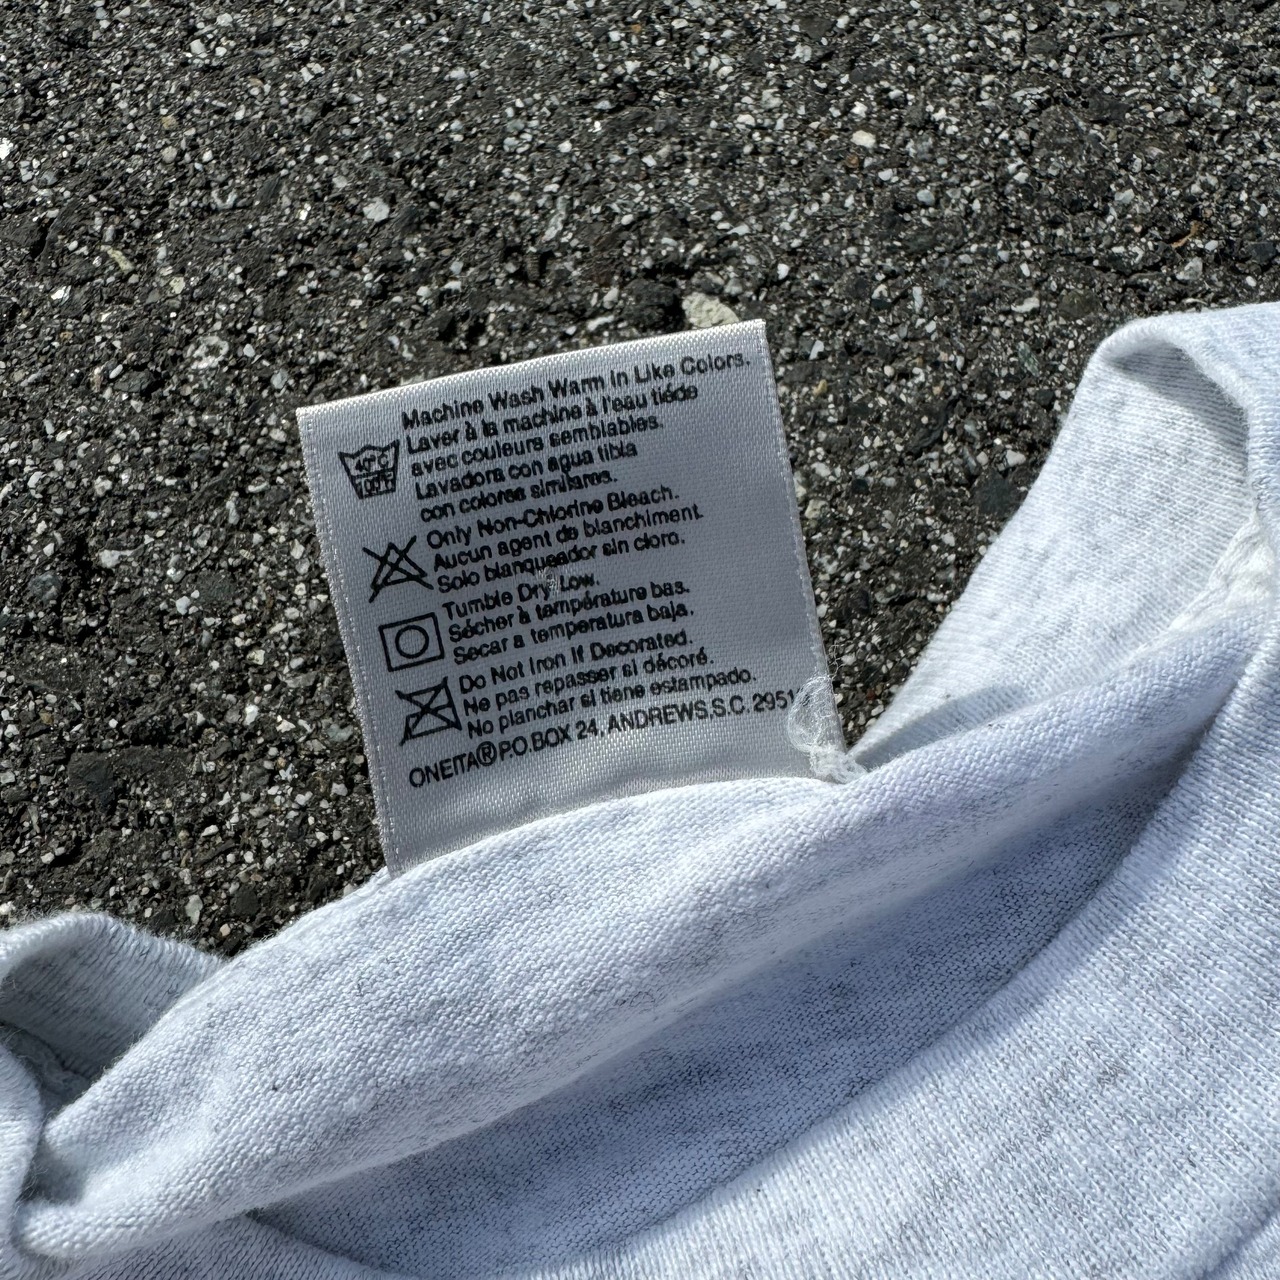 Machine Wash Warm In Like Colors.
Laver à la machine à l'eau tiéde
avec couleurs semblables.
Lavadora con agua tibla
con colores similares.
40°C
Only Non-Chlorine Bleach.
Aucun agent de blanchiment.
Solo blanqueador sin cloro.
Tumble Dry Low.
Sécher à température bas.
Secar a temperatura baja.
Do Not Iron If Decorated.
Ne pas repasser si décoré.
No planchar si tiene estampado.
ONEITA® P.O.BOX 24, ANDREWS,S.C. 2951